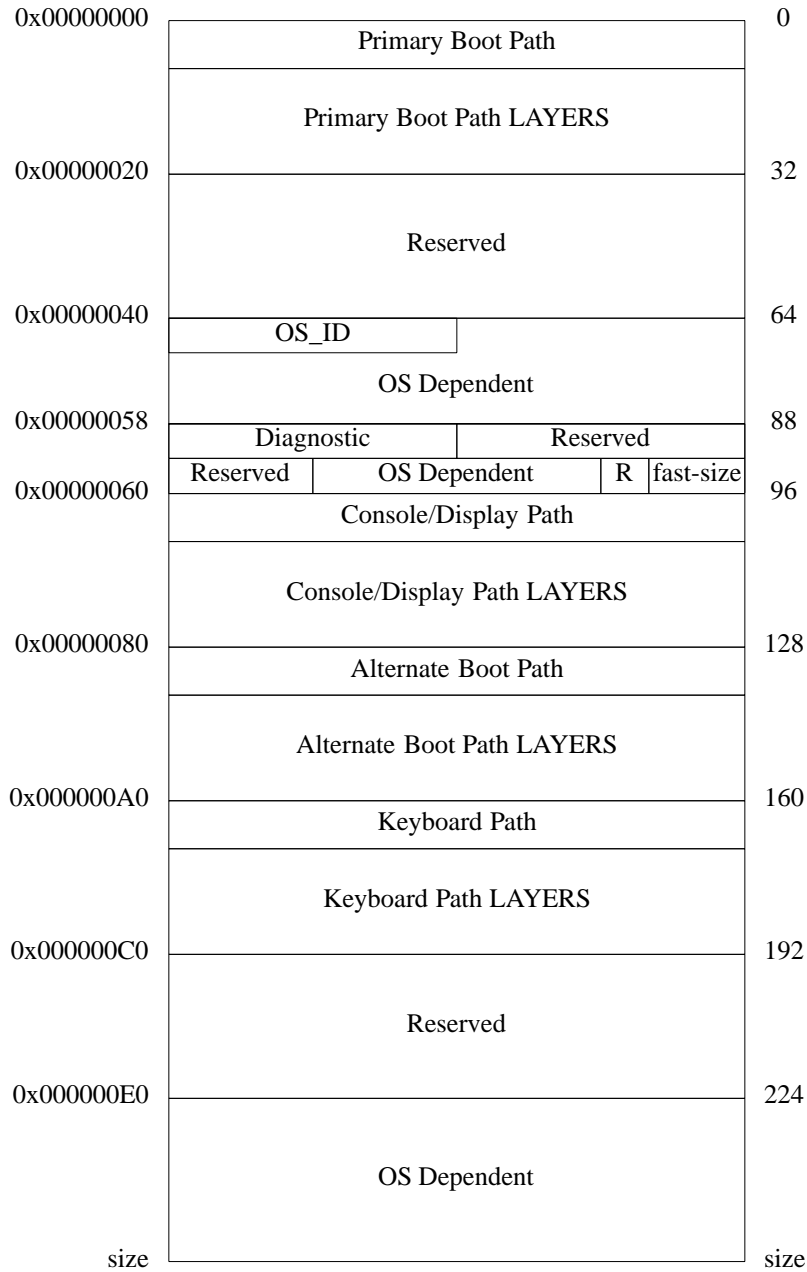 0x00000000 0
Primary Boot Path
Primary Boot Path LAYERS
0x00000020 32
Reserved
0x00000040 64
OS_ID
OS Dependent
0x00000058 88
Diagnostic Reserved
Reserved OS Dependent R fast-size
0x00000060 96
Console/Display Path
Console/Display Path LAYERS
0x00000080 128
Alternate Boot Path
Alternate Boot Path LAYERS
0x000000A0 160
Keyboard Path
Keyboard Path LAYERS
0x000000C0 192
Reserved
0x000000E0 224
OS Dependent
size size